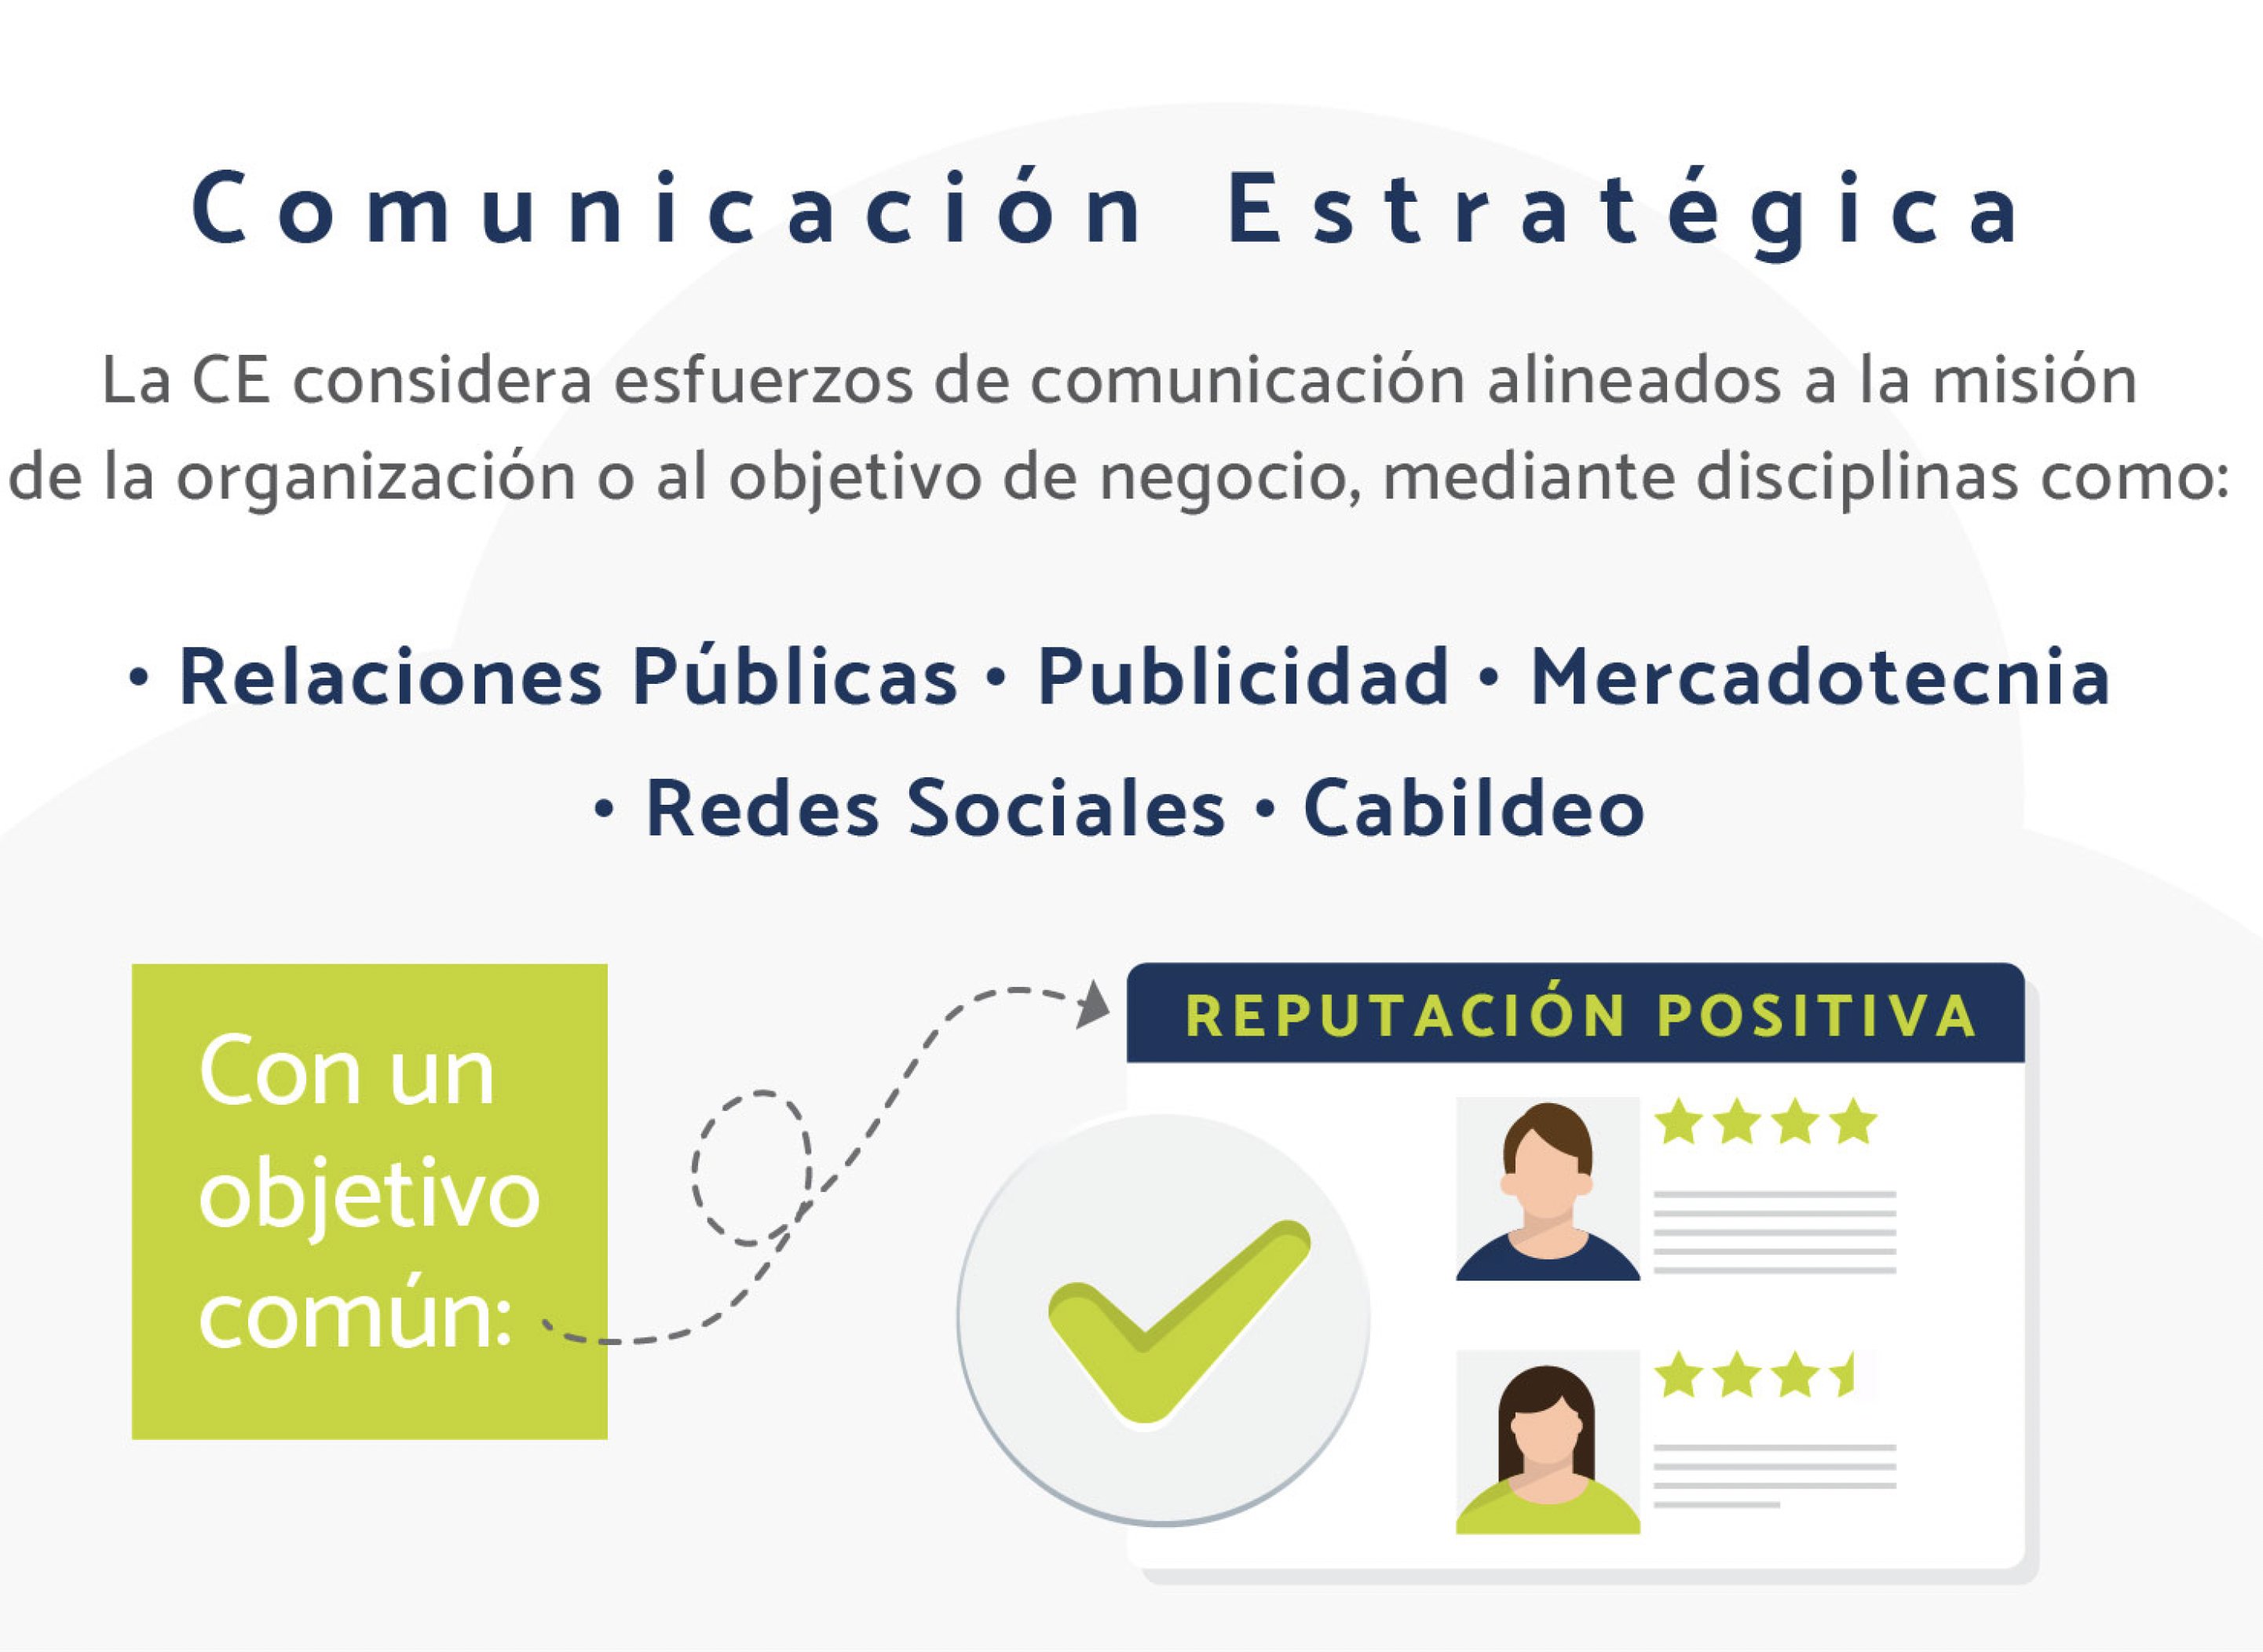 Comunicación Estratégica
La CE considera esfuerzos de comunicación alineados a la misión
de la organización o al objetivo de negocio, mediante disciplinas como:
• Relaciones Públicas • Publicidad • Mercadotecnia
• Redes Sociales • Cabildeo
Con un
objetivo
común:
REPUTACIÓN POSITIVA